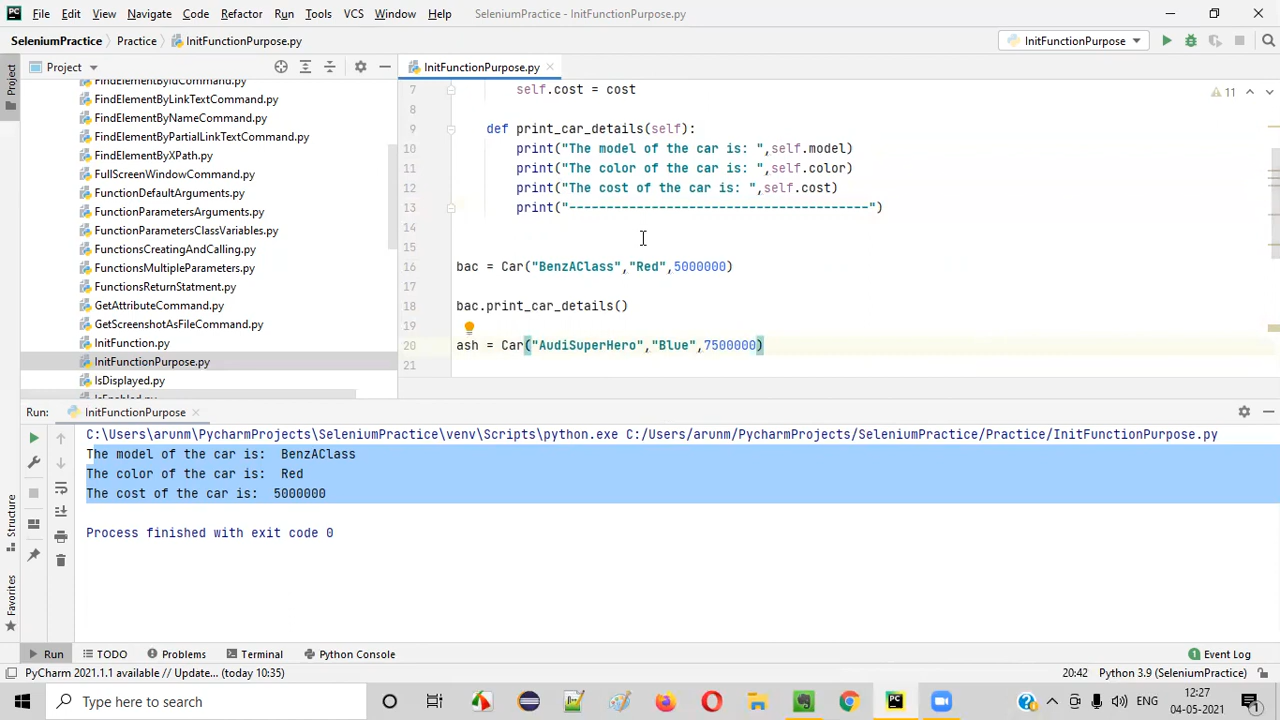 File Edit View Navigate Code Refactor Run Tools VCS Window Help SeleniumPractice - InitFunctionPurpose.py
SeleniumPractice Practice InitFunctionPurpose.py InitFunctionPurpose
Project InitFunctionPurpose.py
Project
FindElementByIdCommand.py
FindElementByLinkTextCommand.py
FindElementByNameCommand.py
FindElementByPartialLinkTextCommand.py
FindElementByXPath.py
FullScreenWindowCommand.py
FunctionDefaultArguments.py
FunctionParametersArguments.py
FunctionParametersClassVariables.py
FunctionsCreatingAndCalling.py
FunctionsMultipleParameters.py
FunctionsReturnStatment.py
GetAttributeCommand.py
GetScreenshotAsFileCommand.py
InitFunction.py
InitFunctionPurpose.py
IsDisplayed.py
IsEnabled.py
11
7 self.cost = cost
8
9 def print_car_details(self):
10 print("The model of the car is: ",self.model)
11 print("The color of the car is: ",self.color)
12 print("The cost of the car is: ",self.cost)
13 print("----------------------------------------")
14
15
16 bac = Car("BenzAClass","Red",5000000)
17
18 bac.print_car_details()
19
20 ash = Car("AudiSuperHero","Blue",7500000)
21
Run: InitFunctionPurpose
C:\Users\arunm\PycharmProjects\SeleniumPractice\venv\Scripts\python.exe C:/Users/arunm/PycharmProjects/SeleniumPractice/Practice/InitFunctionPurpose.py
The model of the car is:  BenzAClass
The color of the car is:  Red
The cost of the car is:  5000000
Process finished with exit code 0
Structure
Favorites
Run TODO Problems Terminal Python Console Event Log
PyCharm 2021.1.1 available // Update... (today 10:35) 20:42 Python 3.9 (SeleniumPractice)
Type here to search 12:27
04-05-2021